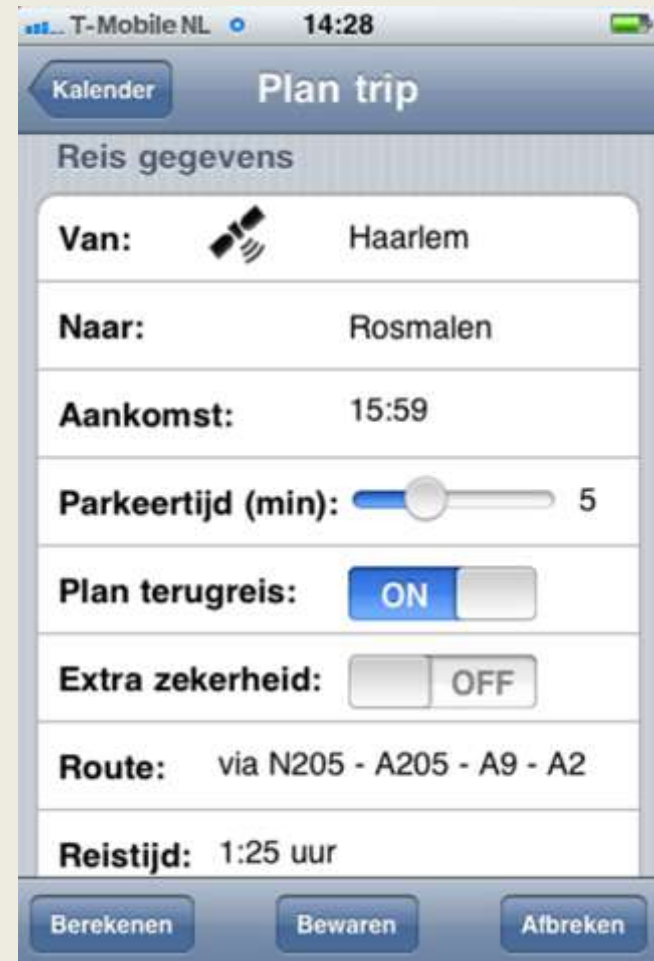 T-Mobile NL 14:28
Kalender Plan trip
Reis gegevens
Van: Haarlem
Naar: Rosmalen
Aankomst: 15:59
Parkeertijd (min): 5
Plan terugreis: ON
Extra zekerheid: OFF
Route: via N205 - A205 - A9 - A2
Reistijd: 1:25 uur
Berekenen Bewaren Afbreken